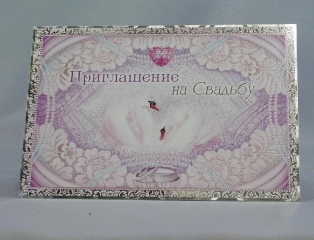 Приглашение
на Свадьбу